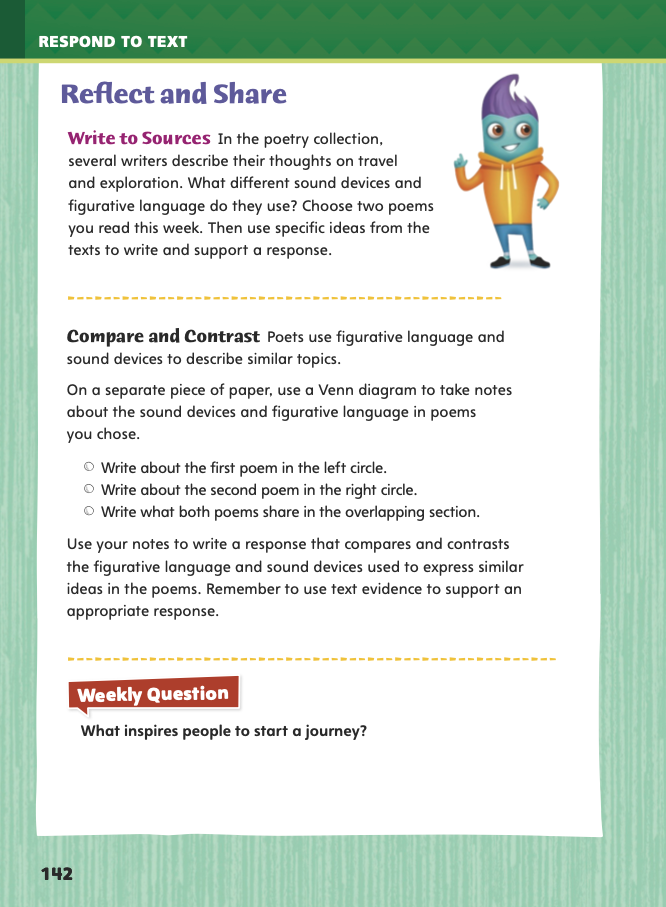 RESPOND TO TEXT
Reflect and Share
Write to Sources In the poetry collection,
several writers describe their thoughts on travel
and exploration. What different sound devices and
figurative language do they use? Choose two poems
you read this week. Then use specific ideas from the
texts to write and support a response.
Compare and Contrast Poets use figurative language and
sound devices to describe similar topics.
On a separate piece of paper, use a Venn diagram to take notes
about the sound devices and figurative language in poems
you chose.
Write about the first poem in the left circle.
Write about the second poem in the right circle.
Write what both poems share in the overlapping section.
Use your notes to write a response that compares and contrasts
the figurative language and sound devices used to express similar
ideas in the poems. Remember to use text evidence to support an
appropriate response.
Weekly Question
What inspires people to start a journey?
142